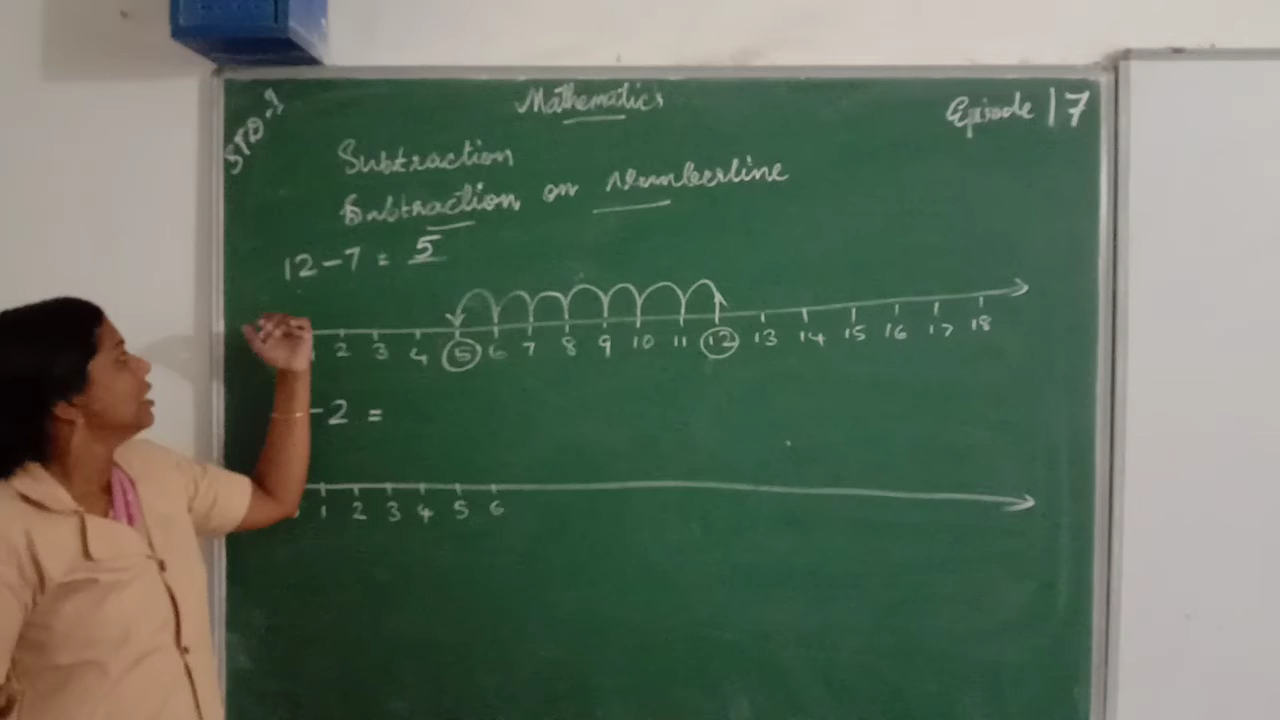 STD-1
Mathematics
Episode 17
Subtraction
Subtraction on Numberline
12-7 = 5
1 2 3 4 5 6 7 8 9 10 11 12 13 14 15 16 17 18
-2 =
1 2 3 4 5 6